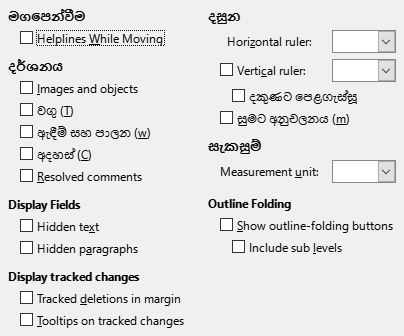 මගපෙන්වීම
Helplines While Moving
දර්ශනය
Images and objects
වගු (T)
ඇඳීම් සහ පාලන (w)
අදහස් (C)
Resolved comments
Display Fields
Hidden text
Hidden paragraphs
Display tracked changes
Tracked deletions in margin
Tooltips on tracked changes
දසුන
Horizontal ruler:
Vertical ruler:
දකුණට පෙළගැස්සූ
සුමට අනුචලනය (m)
සැකසුම්
Measurement unit:
Outline Folding
Show outline-folding buttons
Include sub levels